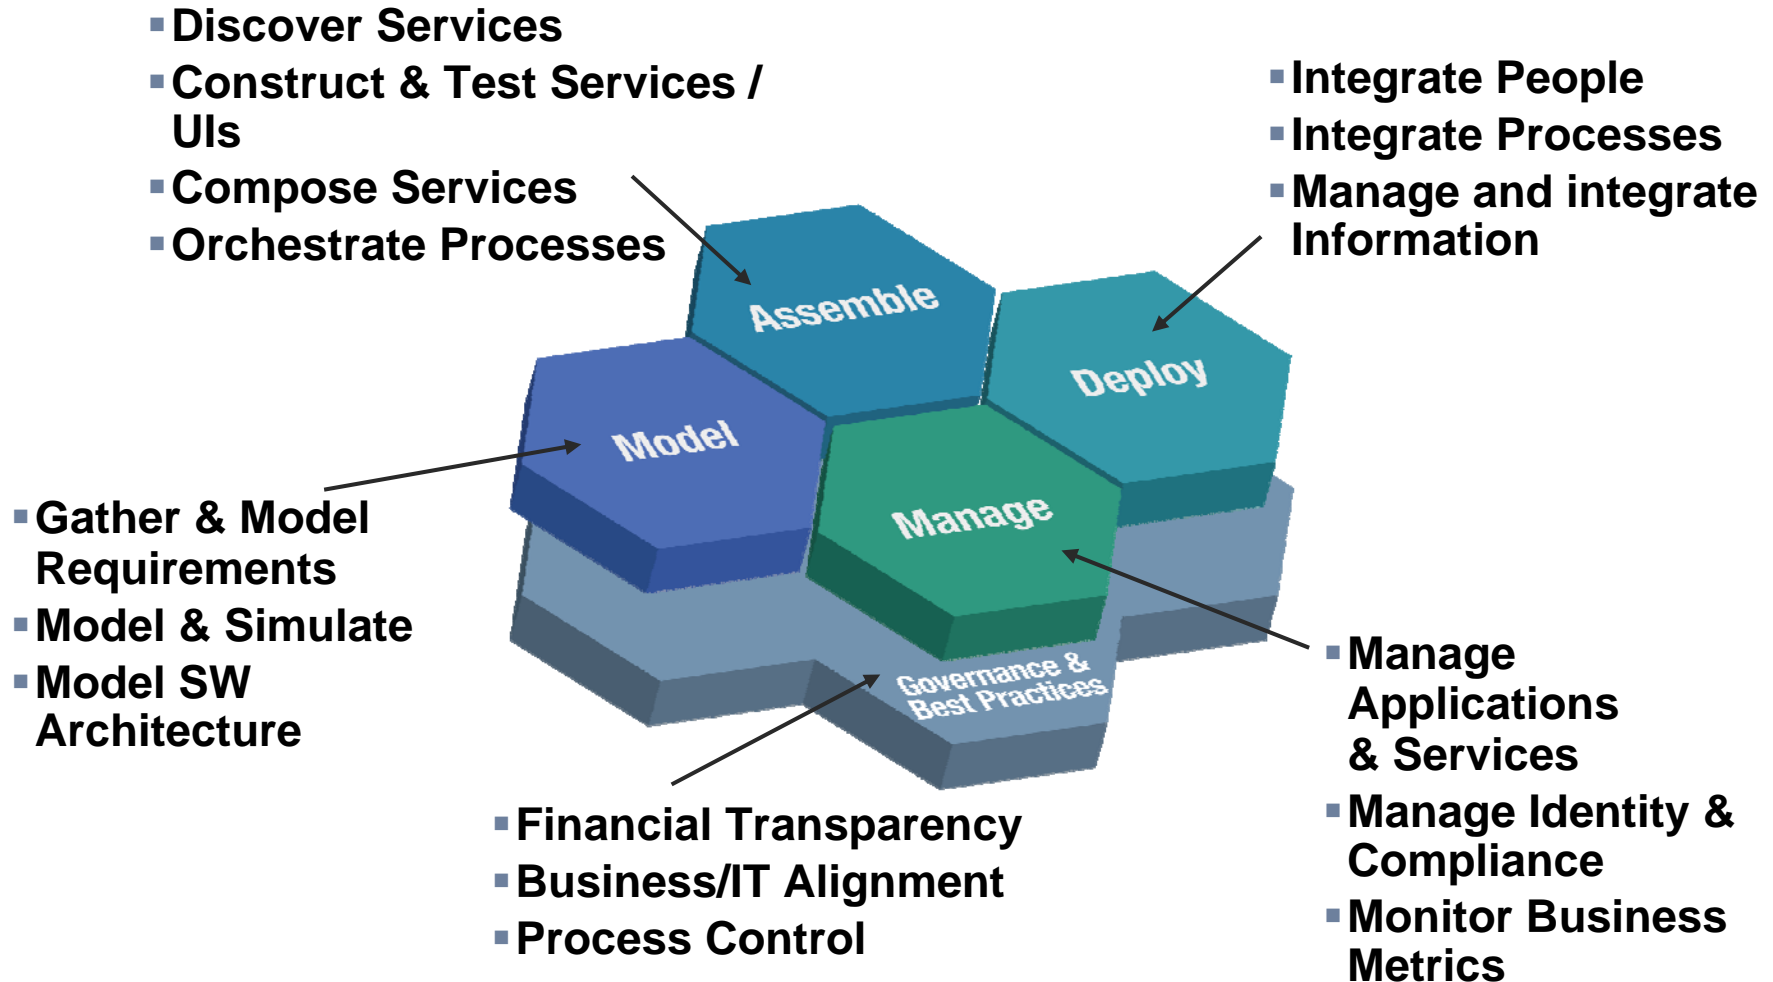 Discover Services
Construct & Test Services /
UIs
Compose Services
Orchestrate Processes
Integrate People
Integrate Processes
Manage and integrate
Information
Assemble
Deploy
Model
Manage
Governance &
Best Practices
Gather & Model
Requirements
Model & Simulate
Model SW
Architecture
Financial Transparency
Business/IT Alignment
Process Control
Manage
Applications
& Services
Manage Identity &
Compliance
Monitor Business
Metrics